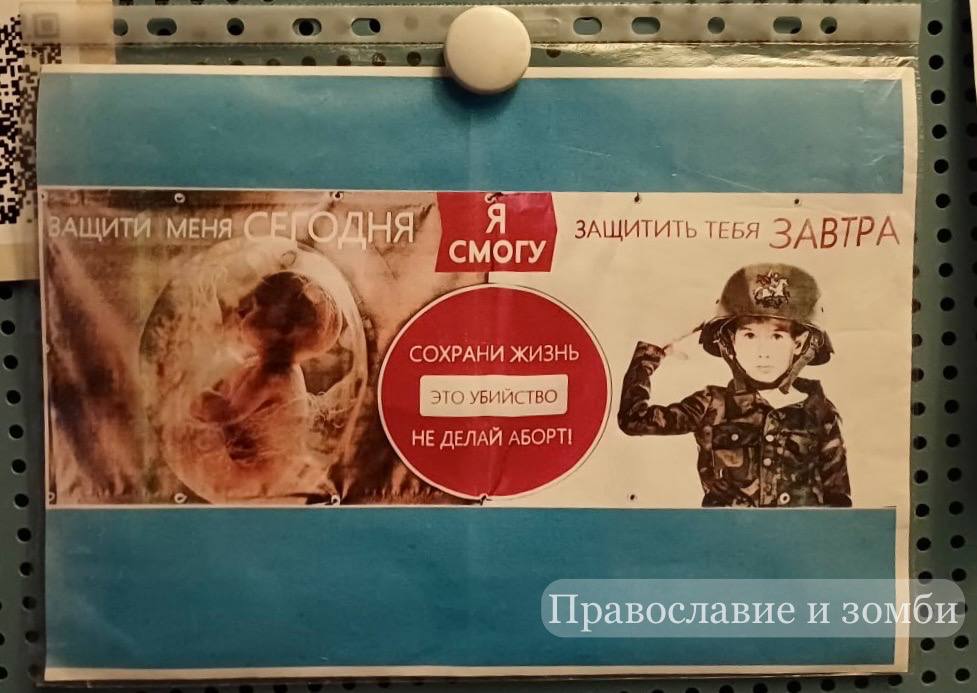 ЗАЩИТИ МЕНЯ СЕГОДНЯ
Я
СМОГУ
ЗАЩИТИТЬ ТЕБЯ ЗАВТРА
СОХРАНИ ЖИЗНЬ
ЭТО УБИЙСТВО
НЕ ДЕЛАЙ АБОРТ!
Православие и зомби